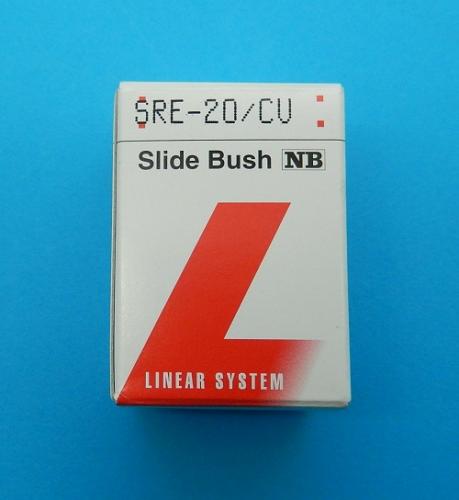 SRE-20/CU
Slide Bush NB
LINEAR SYSTEM